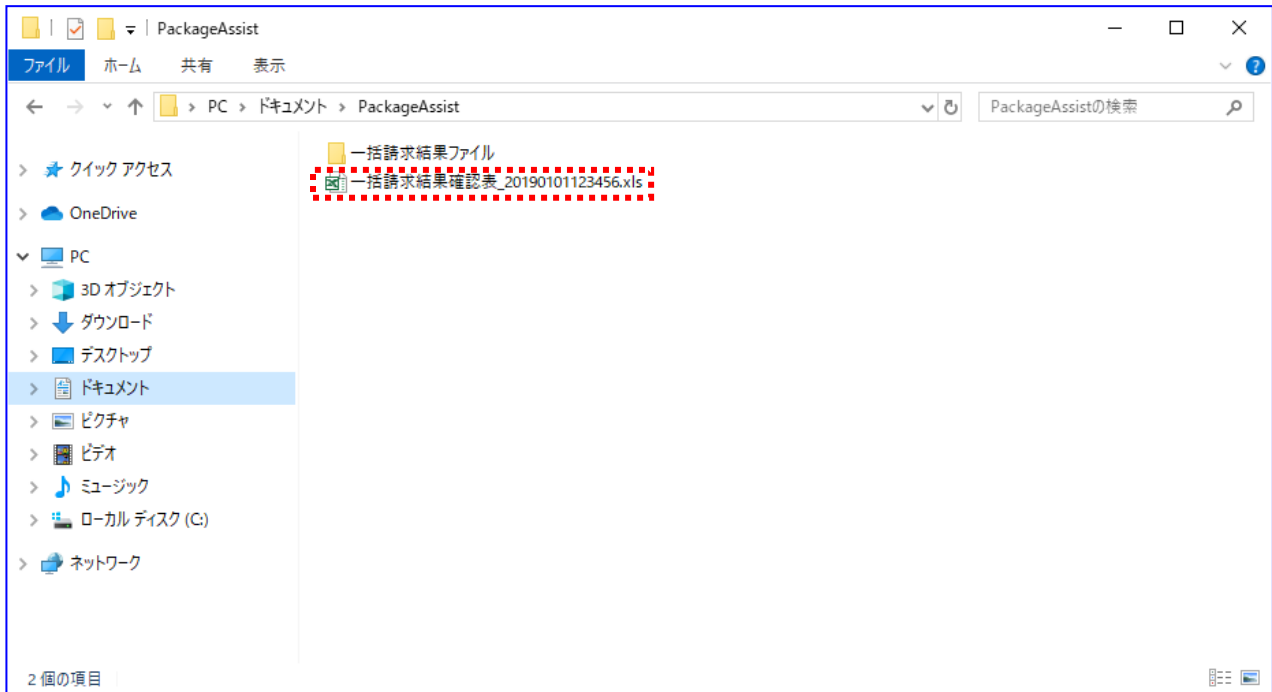 PackageAssist
ファイル ホーム 共有 表示
PC > ドキュメント > PackageAssist
PackageAssistの検索
クイック アクセス
OneDrive
PC
3D オブジェクト
ダウンロード
デスクトップ
ドキュメント
ピクチャ
ビデオ
ミュージック
ローカル ディスク (C:)
ネットワーク
一括請求結果ファイル
一括請求結果確認表_20190101123456.xls
2 個の項目